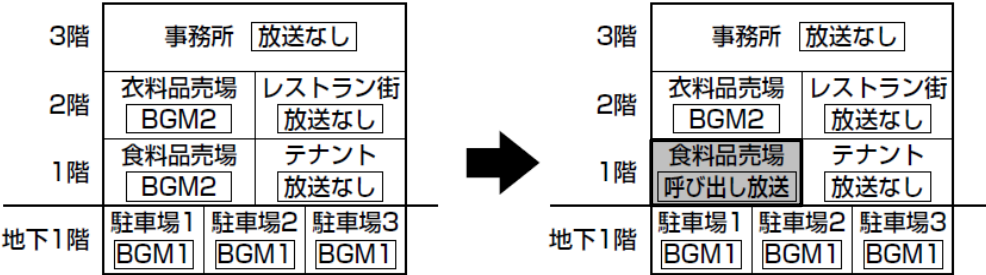 3階 事務所 放送なし
2階 衣料品売場 レストラン街
BGM2 放送なし
1階 食料品売場 テナント
BGM2 放送なし
地下1階 駐車場1 駐車場2 駐車場3
BGM1 BGM1 BGM1
3階 事務所 放送なし
2階 衣料品売場 レストラン街
BGM2 放送なし
1階 食料品売場 テナント
呼び出し放送 放送なし
地下1階 駐車場1 駐車場2 駐車場3
BGM1 BGM1 BGM1